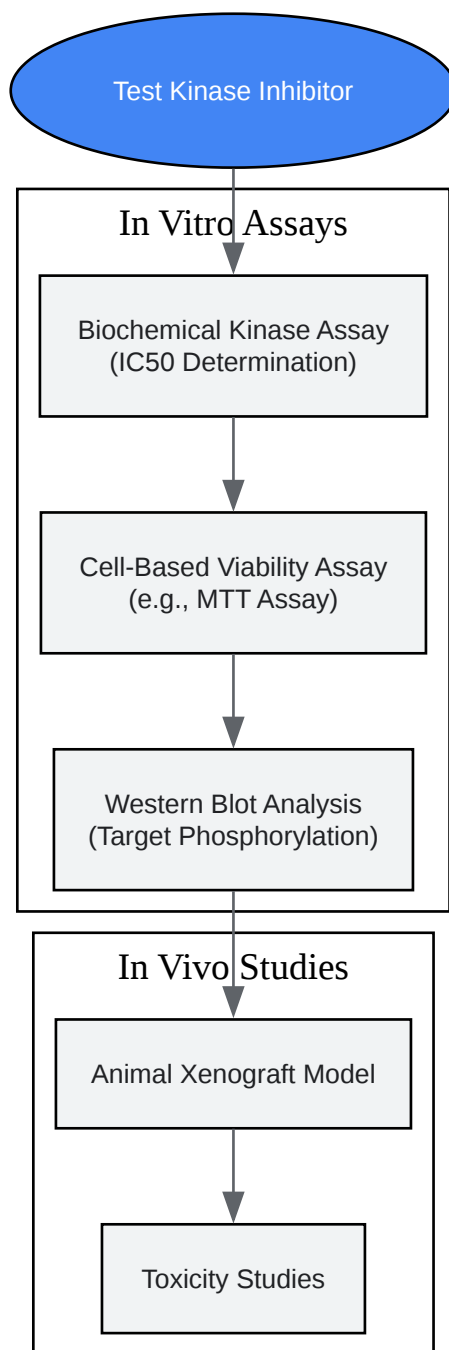 Test Kinase Inhibitor
In Vitro Assays
Biochemical Kinase Assay
(IC50 Determination)
Cell-Based Viability Assay
(e.g., MTT Assay)
Western Blot Analysis
(Target Phosphorylation)
In Vivo Studies
Animal Xenograft Model
Toxicity Studies